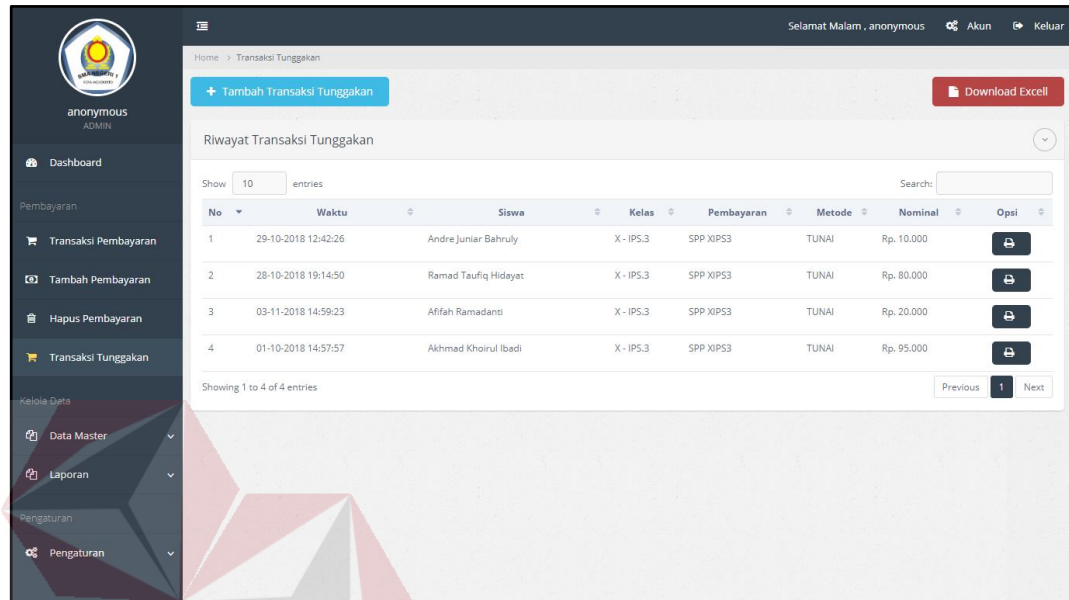 SMA NEGERI 1
anonymous
ADMIN
Dashboard
Pembayaran
Transaksi Pembayaran
Tambah Pembayaran
Hapus Pembayaran
Transaksi Tunggakan
Kelola Data
Data Master
Laporan
Pengaturan
Pengaturan
Selamat Malam , anonymous Akun Keluar
Home > Transaksi Tunggakan
+ Tambah Transaksi Tunggakan
Download Excell
Riwayat Transaksi Tunggakan
Show 10 entries Search:
No Waktu Siswa Kelas Pembayaran Metode Nominal Opsi
1 29-10-2018 12:42:26 Andre Juniar Bahruly X - IPS.3 SPP XIPS3 TUNAI Rp. 10.000
2 28-10-2018 19:14:50 Ramad Taufiq Hidayat X - IPS.3 SPP XIPS3 TUNAI Rp. 80.000
3 03-11-2018 14:59:23 Afifah Ramadanti X - IPS.3 SPP XIPS3 TUNAI Rp. 20.000
4 01-10-2018 14:57:57 Akhmad Khoirul Ibadi X - IPS.3 SPP XIPS3 TUNAI Rp. 95.000
Showing 1 to 4 of 4 entries
Previous 1 Next